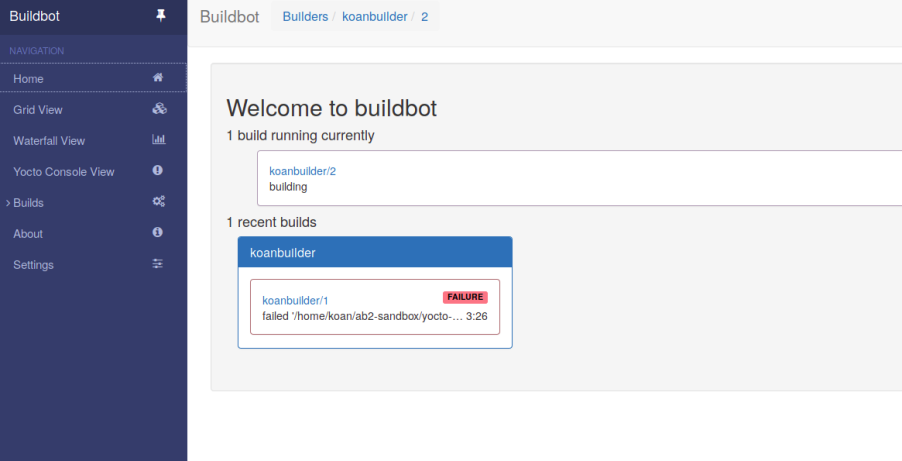 Buildbot
NAVIGATION
Home
Grid View
Waterfall View
Yocto Console View
Builds
About
Settings
Buildbot Builders / koanbuilder / 2
Welcome to buildbot
1 build running currently
koanbuilder/2
building
1 recent builds
koanbuilder
koanbuilder/1 FAILURE
failed '/home/koan/ab2-sandbox/yocto-... 3:26